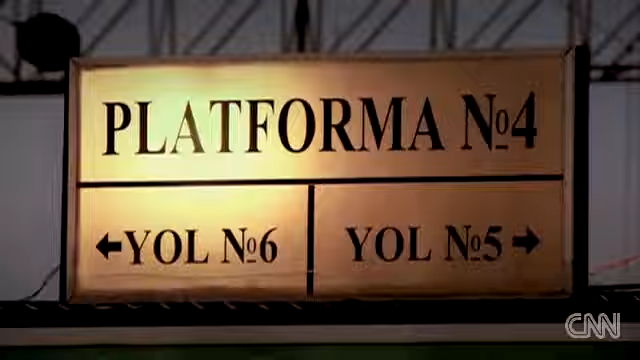 PLATFORMA №4
←YOL №6
YOL №5→
CNN